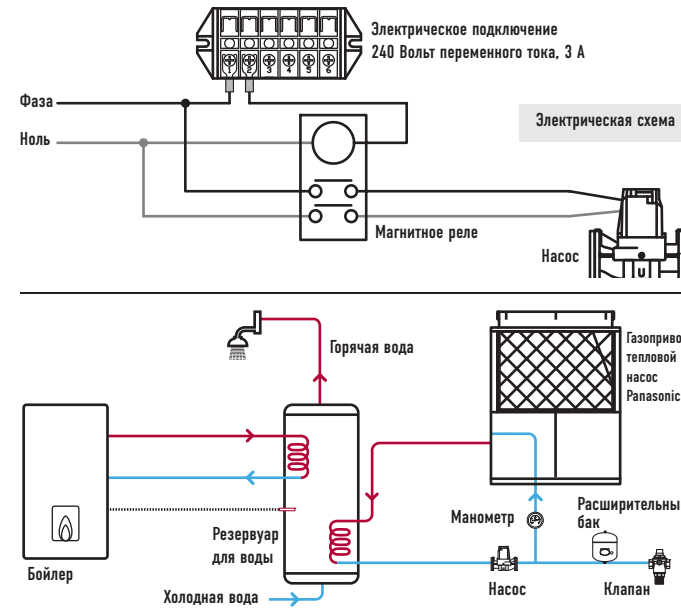 Электрическое подключение
240 Вольт переменного тока, 3 А
1 2 3 4 5 6
Фаза
Ноль
Электрическая схема
Магнитное реле
Насос
Горячая вода
Газоприво
тепловой
насос
Panasonic
Манометр
Расширительны
бак
Резервуар
для воды
Бойлер
Холодная вода
Насос
Клапан